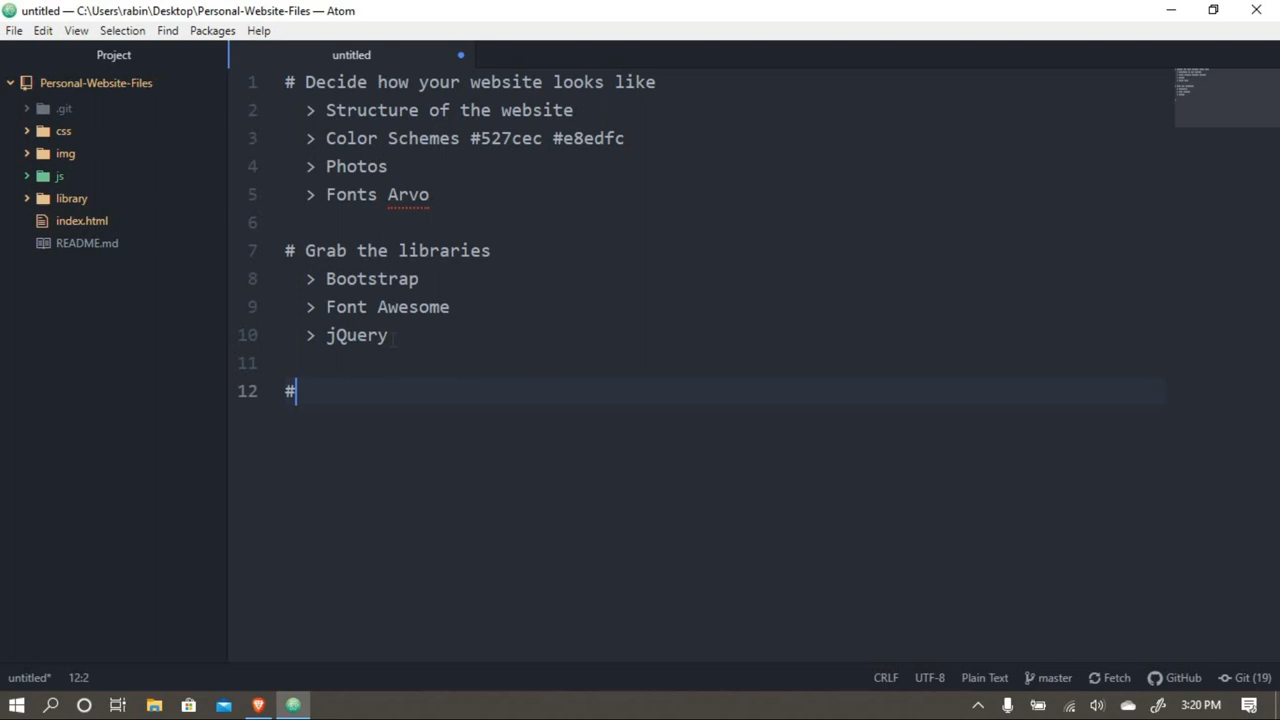 untitled — C:\Users\rabin\Desktop\Personal-Website-Files — Atom
File Edit View Selection Find Packages Help
Project
untitled
Personal-Website-Files
.git
css
img
js
library
index.html
README.md
1 # Decide how your website looks like
2 > Structure of the website
3 > Color Schemes #527cec #e8edfc
4 > Photos
5 > Fonts Arvo
6
7 # Grab the libraries
8 > Bootstrap
9 > Font Awesome
10 > jQuery
11
12 #
untitled* 12:2 CRLF UTF-8 Plain Text master Fetch GitHub Git (19)
3:20 PM